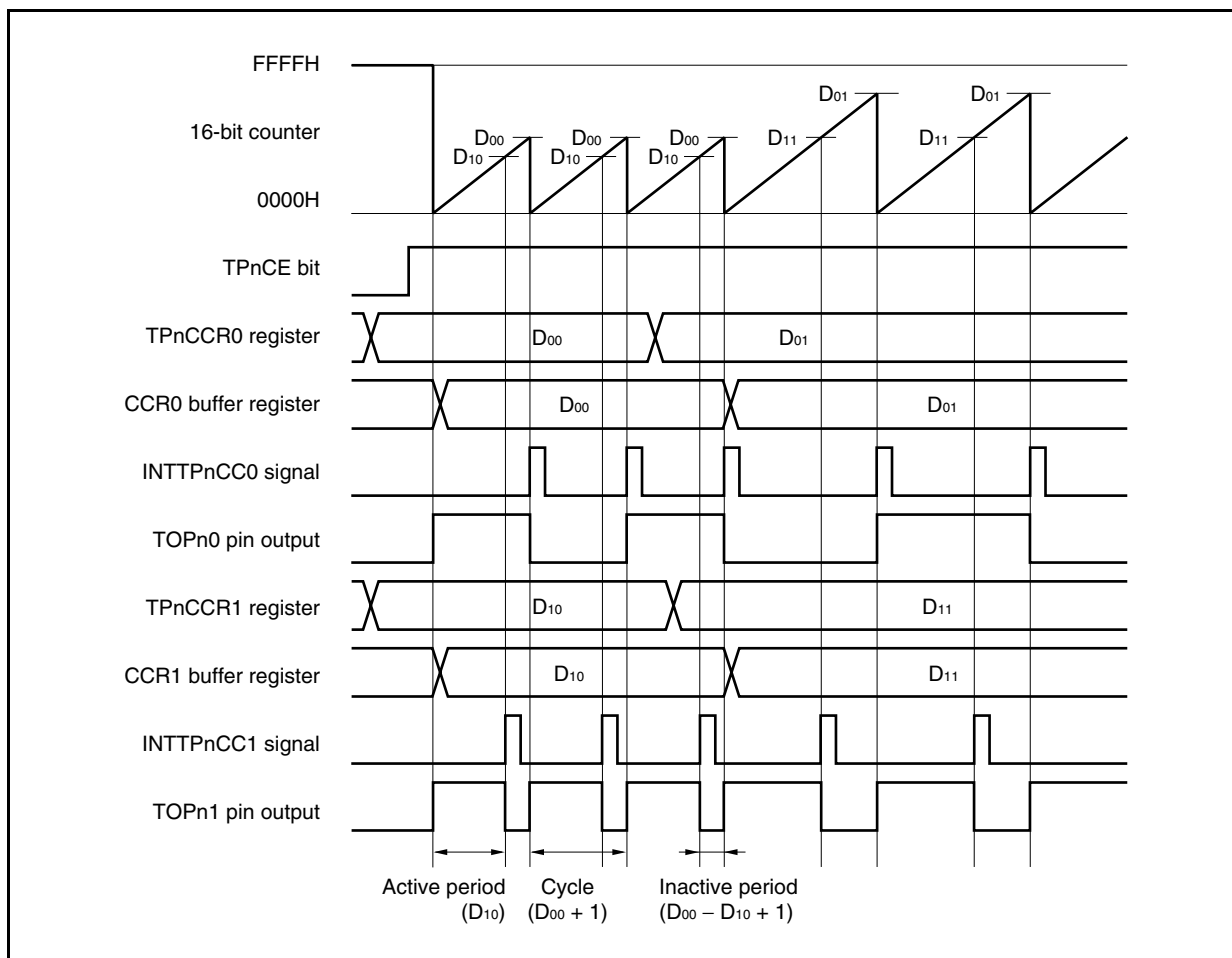 FFFFH
16-bit counter
0000H
D00
D10
D00
D10
D00
D10
D01
D11
D01
D11
TPnCE bit
TPnCCR0 register
D00
D01
CCR0 buffer register
D00
D01
INTTPnCC0 signal
TOPn0 pin output
TPnCCR1 register
D10
D11
CCR1 buffer register
D10
D11
INTTPnCC1 signal
TOPn1 pin output
Active period
(D10)
Cycle
(D00 + 1)
Inactive period
(D00 − D10 + 1)